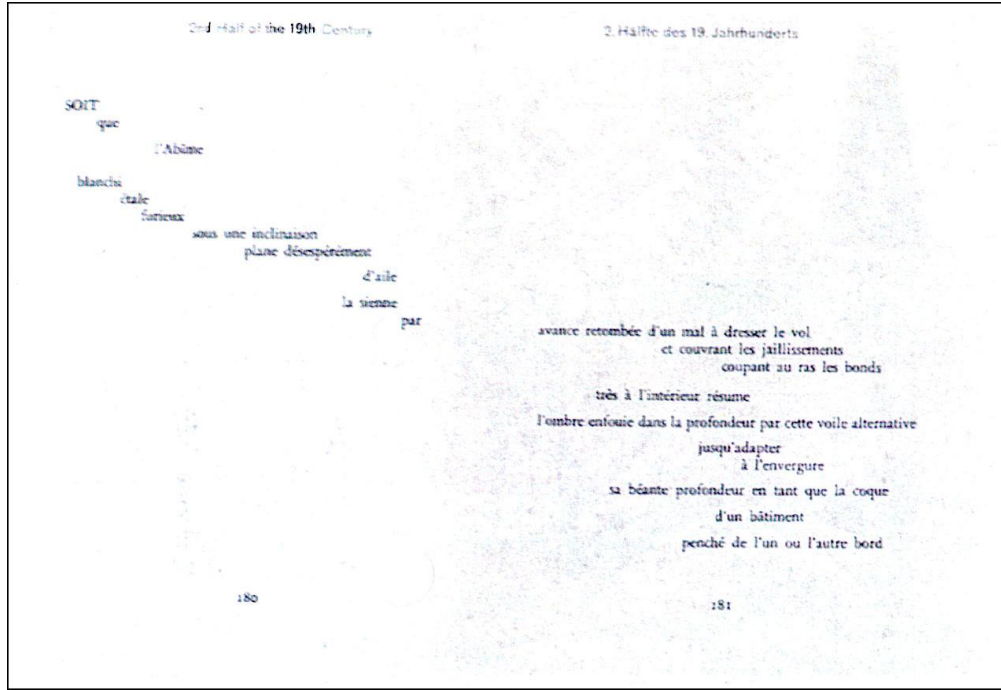 2nd Half of the 19th Century
SOIT
que
l'Abîme
blanchi
étale
furieux
sous une inclinaison
plane désespérément
d'aile
la sienne
par
180
2. Hälfte des 19. Jahrhunderts
avance retombée d'un mal à dresser le vol
et couvrant les jaillissements
coupant au ras les bonds
très à l'intérieur résume
l'ombre enfouie dans la profondeur par cette voile alternative
jusqu'adapter
à l'envergure
sa béante profondeur en tant que la coque
d'un bâtiment
penché de l'un ou l'autre bord
181